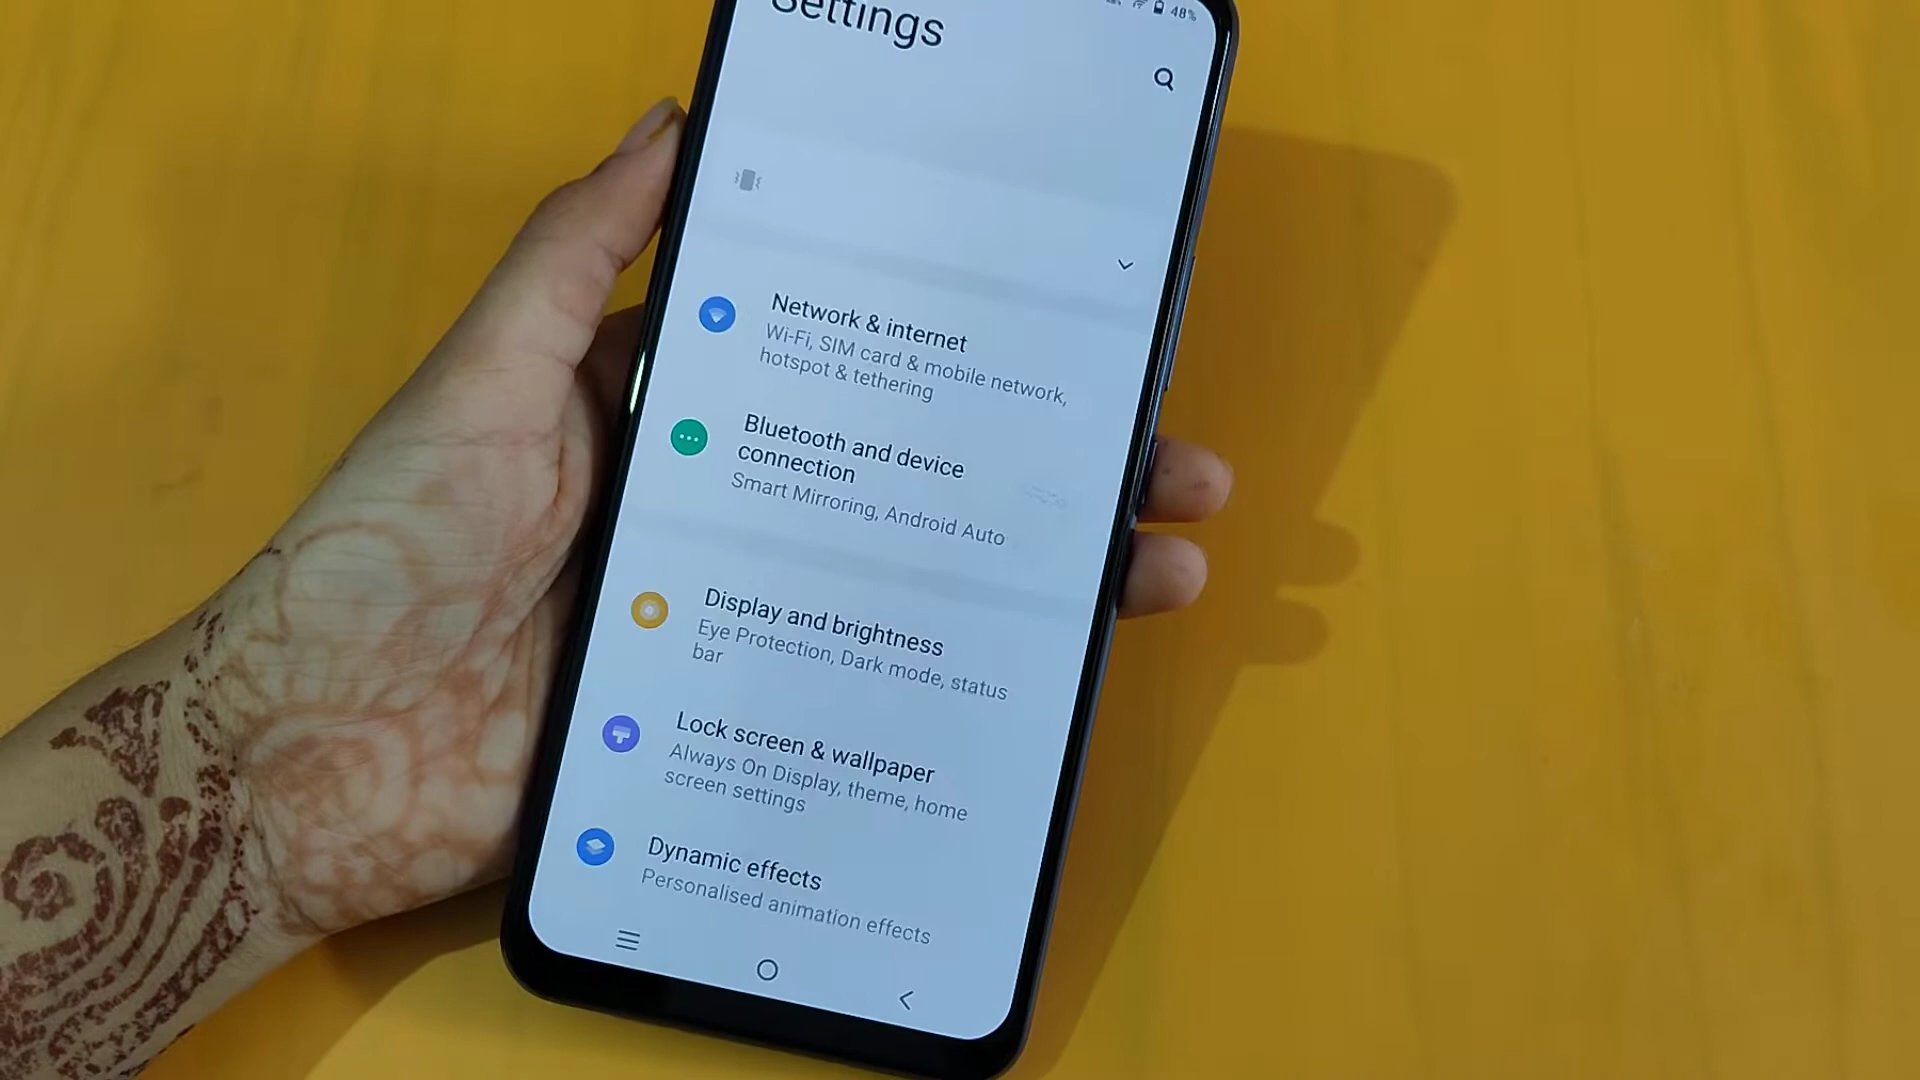 48%
Settings
Network & internet
Wi-Fi, SIM card & mobile network,
hotspot & tethering
Bluetooth and device
connection
Smart Mirroring, Android Auto
Display and brightness
Eye Protection, Dark mode, status
bar
Lock screen & wallpaper
Always On Display, theme, home
screen settings
Dynamic effects
Personalised animation effects